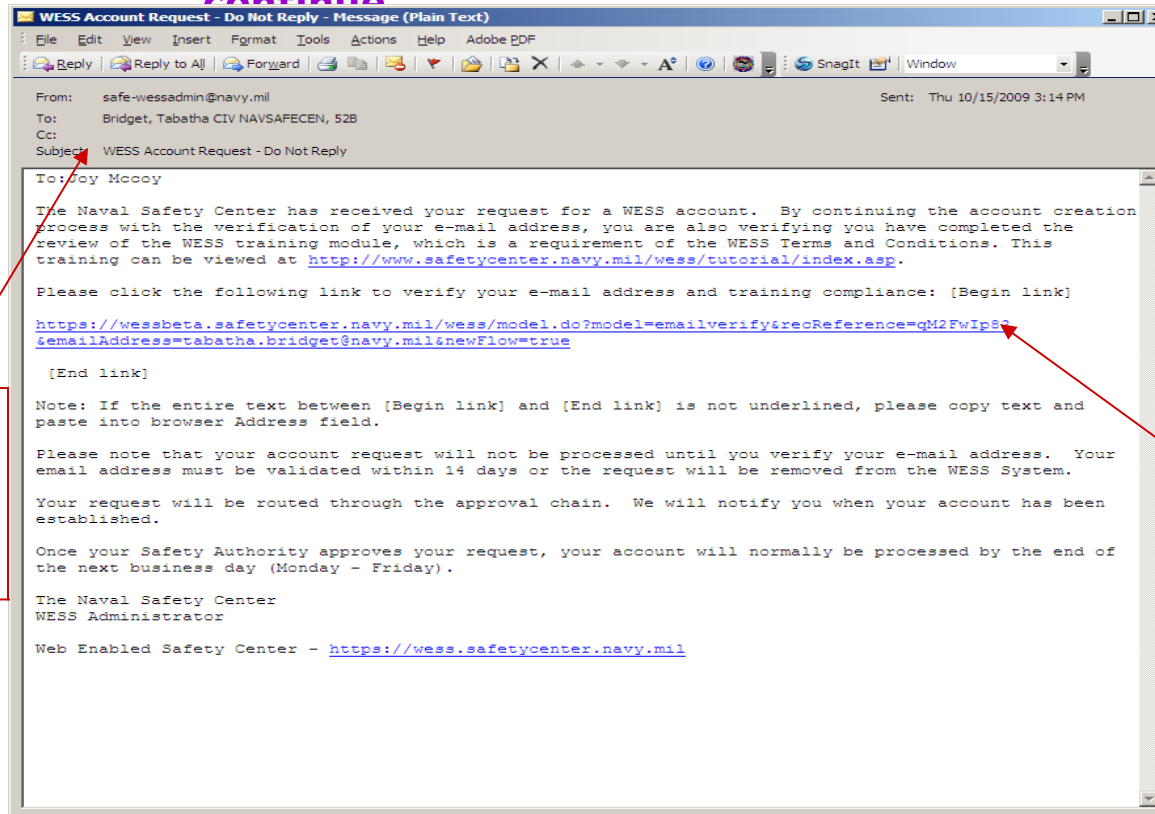 continue
WESS Account Request - Do Not Reply - Message (Plain Text)
File Edit View Insert Format Tools Actions Help Adobe PDF
Reply Reply to All Forward SnagIt Window
From: safe-wessadmin@navy.mil Sent: Thu 10/15/2009 3:14 PM
To: Bridget, Tabatha CIV NAVSAFECEN, 52B
Cc:
Subject: WESS Account Request - Do Not Reply
To:Joy Mccoy
The Naval Safety Center has received your request for a WESS account. By continuing the account creation
process with the verification of your e-mail address, you are also verifying you have completed the
review of the WESS training module, which is a requirement of the WESS Terms and Conditions. This
training can be viewed at http://www.safetycenter.navy.mil/wess/tutorial/index.asp.
Please click the following link to verify your e-mail address and training compliance: [Begin link]
https://wessbeta.safetycenter.navy.mil/wess/model.do?model=emailverify&recReference=qM2FwIp82
&emailAddress=tabatha.bridget@navy.mil&newFlow=true
[End link]
Note: If the entire text between [Begin link] and [End link] is not underlined, please copy text and
paste into browser Address field.
Please note that your account request will not be processed until you verify your e-mail address. Your
email address must be validated within 14 days or the request will be removed from the WESS System.
Your request will be routed through the approval chain. We will notify you when your account has been
established.
Once your Safety Authority approves your request, your account will normally be processed by the end of
the next business day (Monday - Friday).
The Naval Safety Center
WESS Administrator
Web Enabled Safety Center - https://wess.safetycenter.navy.mil